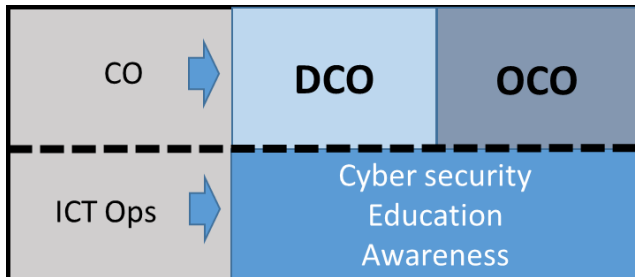 CO
DCO
OCO
ICT Ops
Cyber security
Education
Awareness